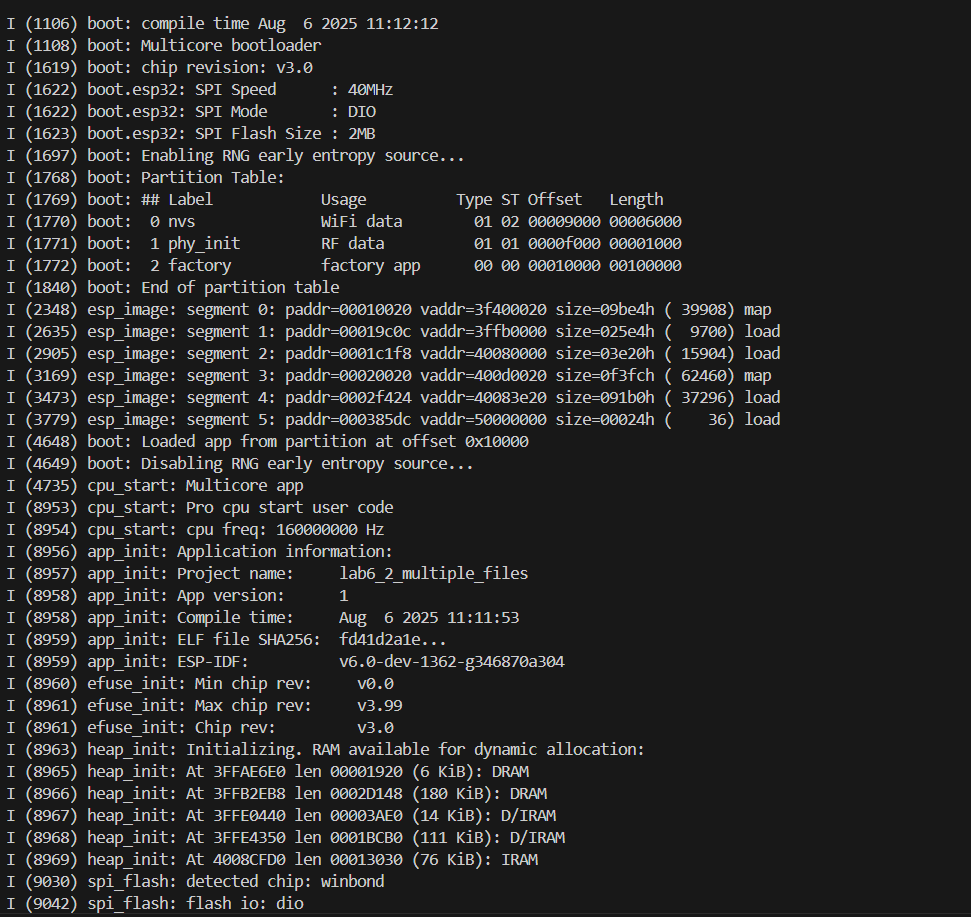 I (1106) boot: compile time Aug  6 2025 11:12:12
I (1108) boot: Multicore bootloader
I (1619) boot: chip revision: v3.0
I (1622) boot.esp32: SPI Speed      : 40MHz
I (1622) boot.esp32: SPI Mode       : DIO
I (1623) boot.esp32: SPI Flash Size : 2MB
I (1697) boot: Enabling RNG early entropy source...
I (1768) boot: Partition Table:
I (1769) boot: ## Label            Usage          Type ST Offset   Length
I (1770) boot:  0 nvs              WiFi data        01 02 00009000 00006000
I (1771) boot:  1 phy_init         RF data          01 01 0000f000 00001000
I (1772) boot:  2 factory          factory app      00 00 00010000 00100000
I (1840) boot: End of partition table
I (2348) esp_image: segment 0: paddr=00010020 vaddr=3f400020 size=09be4h ( 39908) map
I (2635) esp_image: segment 1: paddr=00019c0c vaddr=3ffb0000 size=025e4h (  9700) load
I (2905) esp_image: segment 2: paddr=0001c1f8 vaddr=40080000 size=03e20h ( 15904) load
I (3169) esp_image: segment 3: paddr=00020020 vaddr=400d0020 size=0f3fch ( 62460) map
I (3473) esp_image: segment 4: paddr=0002f424 vaddr=40083e20 size=091b0h ( 37296) load
I (3779) esp_image: segment 5: paddr=000385dc vaddr=50000000 size=00024h (    36) load
I (4648) boot: Loaded app from partition at offset 0x10000
I (4649) boot: Disabling RNG early entropy source...
I (4735) cpu_start: Multicore app
I (8953) cpu_start: Pro cpu start user code
I (8954) cpu_start: cpu freq: 160000000 Hz
I (8956) app_init: Application information:
I (8957) app_init: Project name:     lab6_2_multiple_files
I (8958) app_init: App version:      1
I (8958) app_init: Compile time:     Aug  6 2025 11:11:53
I (8959) app_init: ELF file SHA256:  fd41d2a1e...
I (8959) app_init: ESP-IDF:          v6.0-dev-1362-g346870a304
I (8960) efuse_init: Min chip rev:     v0.0
I (8961) efuse_init: Max chip rev:     v3.99
I (8961) efuse_init: Chip rev:         v3.0
I (8963) heap_init: Initializing. RAM available for dynamic allocation:
I (8965) heap_init: At 3FFAE6E0 len 00001920 (6 KiB): DRAM
I (8966) heap_init: At 3FFB2EB8 len 0002D148 (180 KiB): DRAM
I (8967) heap_init: At 3FFE0440 len 00003AE0 (14 KiB): D/IRAM
I (8968) heap_init: At 3FFE4350 len 0001BCB0 (111 KiB): D/IRAM
I (8969) heap_init: At 4008CFD0 len 00013030 (76 KiB): IRAM
I (9030) spi_flash: detected chip: winbond
I (9042) spi_flash: flash io: dio